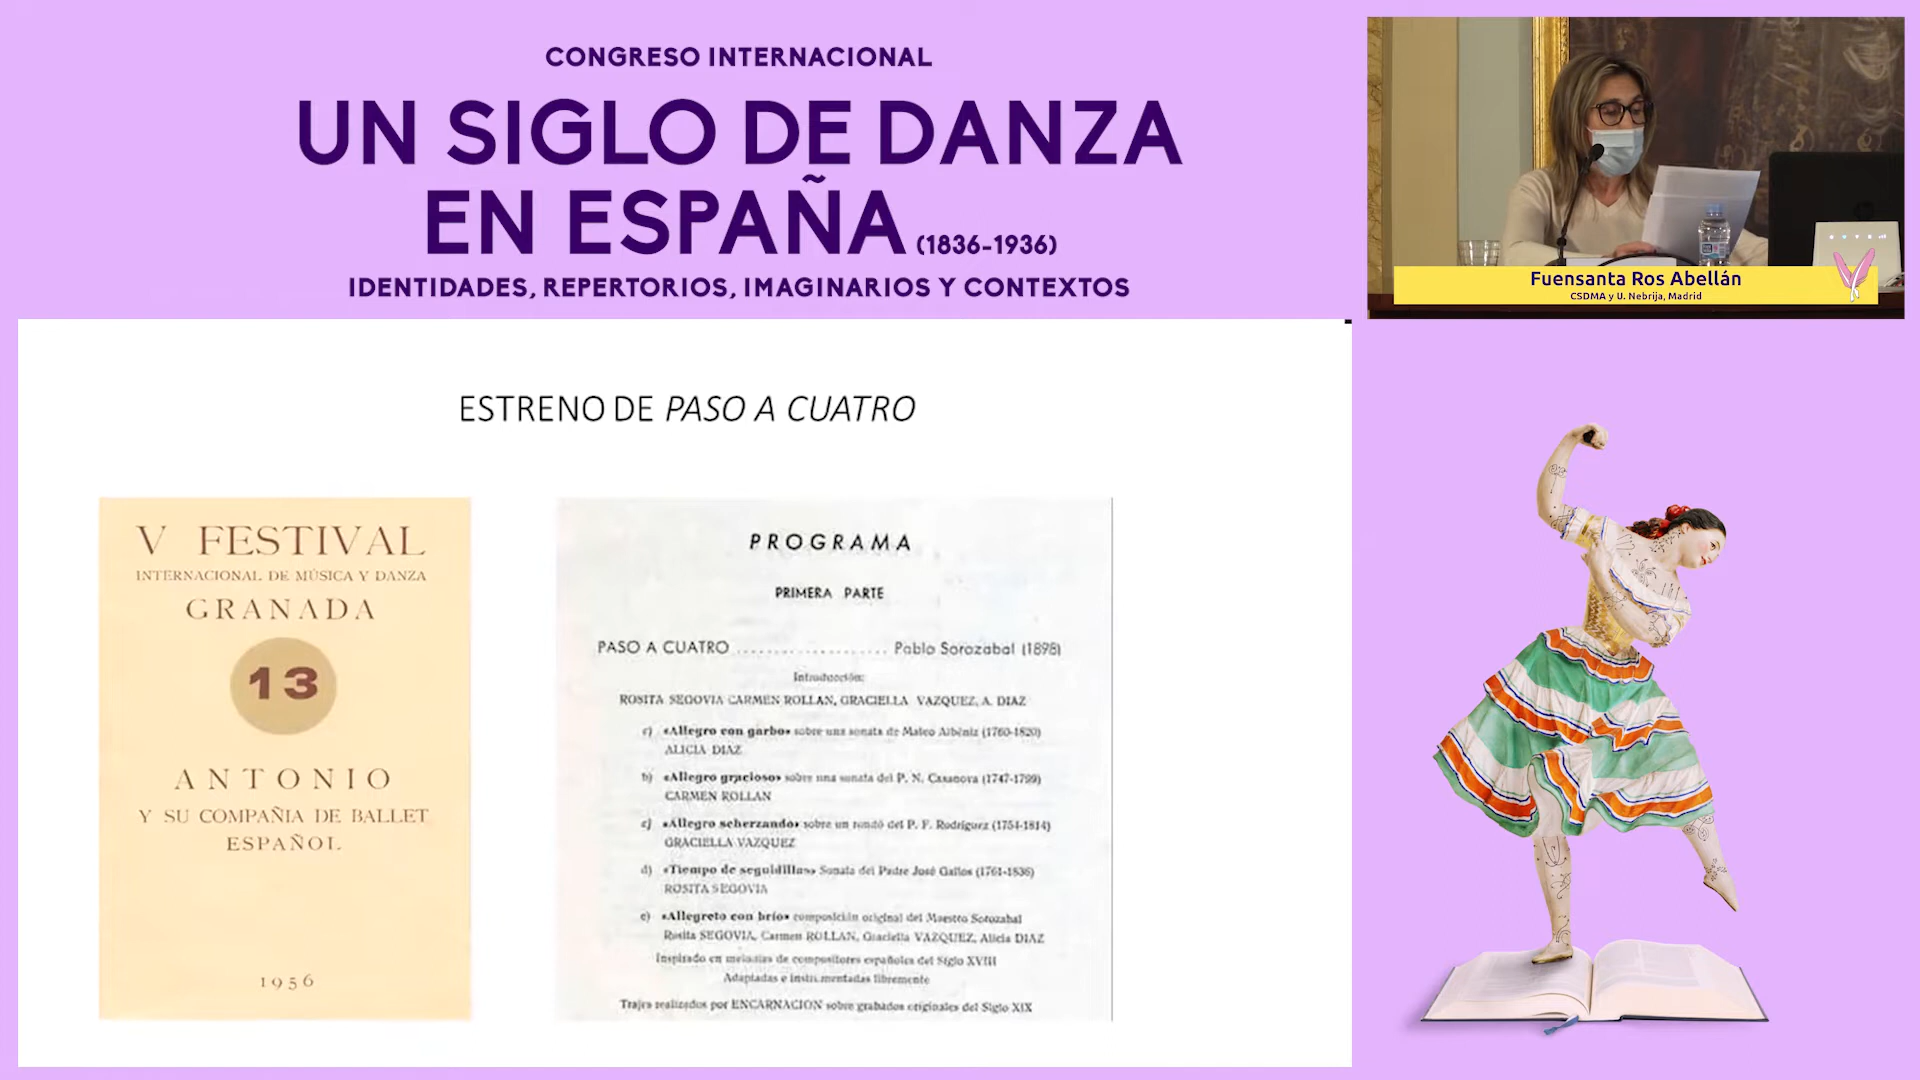 CONGRESO INTERNACIONAL
UN SIGLO DE DANZA
EN ESPAÑA (1836-1936)
IDENTIDADES, REPERTORIOS, IMAGINARIOS Y CONTEXTOS
Fuensanta Ros Abellán
CSDMA y U. Nebrija, Madrid
ESTRENO DE PASO A CUATRO
V FESTIVAL
INTERNACIONAL DE MÚSICA Y DANZA
GRANADA
13
ANTONIO
Y SU COMPAÑIA DE BALLET
ESPAÑOL
1956
PROGRAMA
PRIMERA PARTE
PASO A CUATRO .................... Pablo Sorozabal (1898)
Introducción:
ROSITA SEGOVIA CARMEN ROLLAN, GRACIELLA VAZQUEZ, A. DIAZ
«Allegro con garbo» sobre una sonata de Mateo Albéniz (1760-1820)
ALICIA DIAZ
b) «Allegro gracioso» sobre una sonata del P. N. Casanova (1747-1799)
CARMEN ROLLAN
c) «Allegro scherzando» sobre un rondó del P. F. Rodríguez (1754-1814)
GRACIELLA VAZQUEZ
d) «Tiempo de seguidillas» Sonata del Padre José Gallos (1761-1836)
ROSITA SEGOVIA
e) «Allegreto con brío» composición original del Maestro Sorozabal
Rosita SEGOVIA, Carmen ROLLAN, Graciella VAZQUEZ, Alicia DIAZ
Inspirado en melodías de compositores españoles del Siglo XVIII
Adaptadas e instrumentadas libremente
Trajes realizados por ENCARNACION sobre grabados originales del Siglo XIX